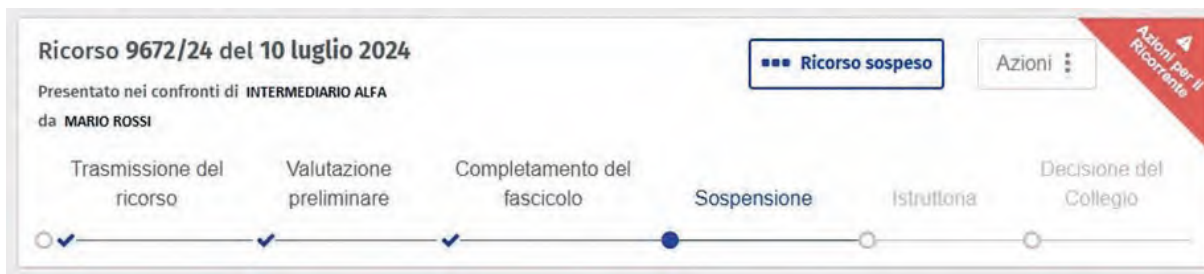 Ricorso 9672/24 del 10 luglio 2024
Ricorso sospeso
Azioni
Azioni per il
Ricorrente
Presentato nei confronti di INTERMEDIARIO ALFA
da MARIO ROSSI
Trasmissione del
ricorso
Valutazione
preliminare
Completamento del
fascicolo
Sospensione
Istruttoria
Decisione del
Collegio